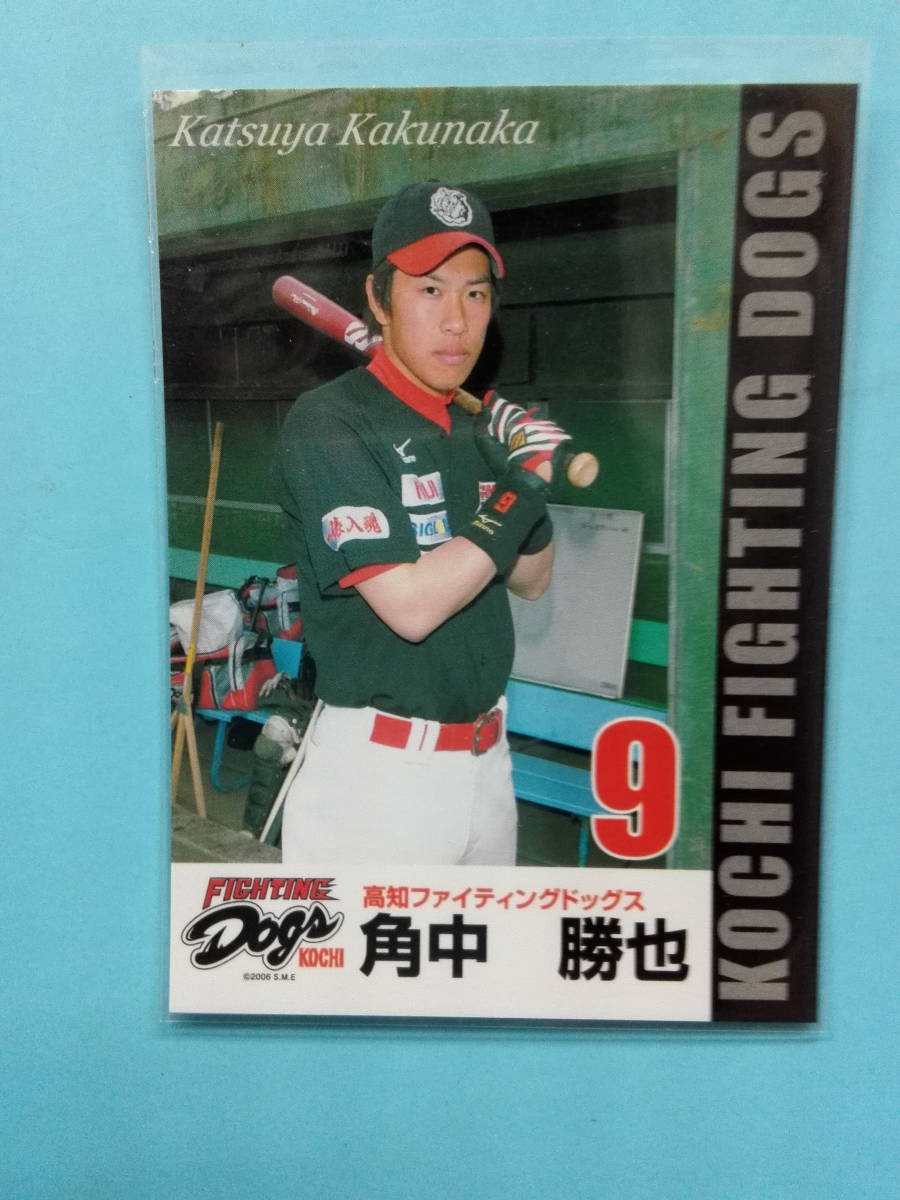 Katsuya Kakunaka
KOCHI FIGHTING DOGS
9
9
FIGHTING
Dogs
KOCHI
©2006 S.M.E
高知ファイティングドッグス
角中 勝也